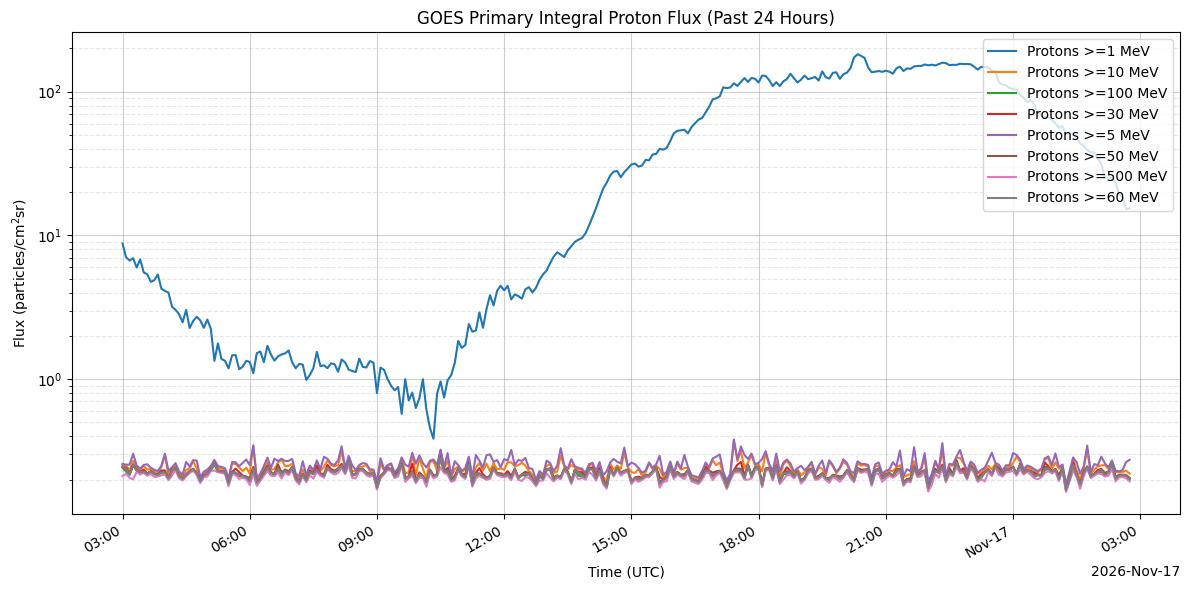 GOES Primary Integral Proton Flux (Past 24 Hours)
Protons >=1 MeV
Protons >=10 MeV
Protons >=100 MeV
Protons >=30 MeV
Protons >=5 MeV
Protons >=50 MeV
Protons >=500 MeV
Protons >=60 MeV
Flux (particles/cm²sr)
10²
10¹
10⁰
03:00
06:00
09:00
12:00
15:00
18:00
21:00
Nov-17
03:00
Time (UTC)
2026-Nov-17